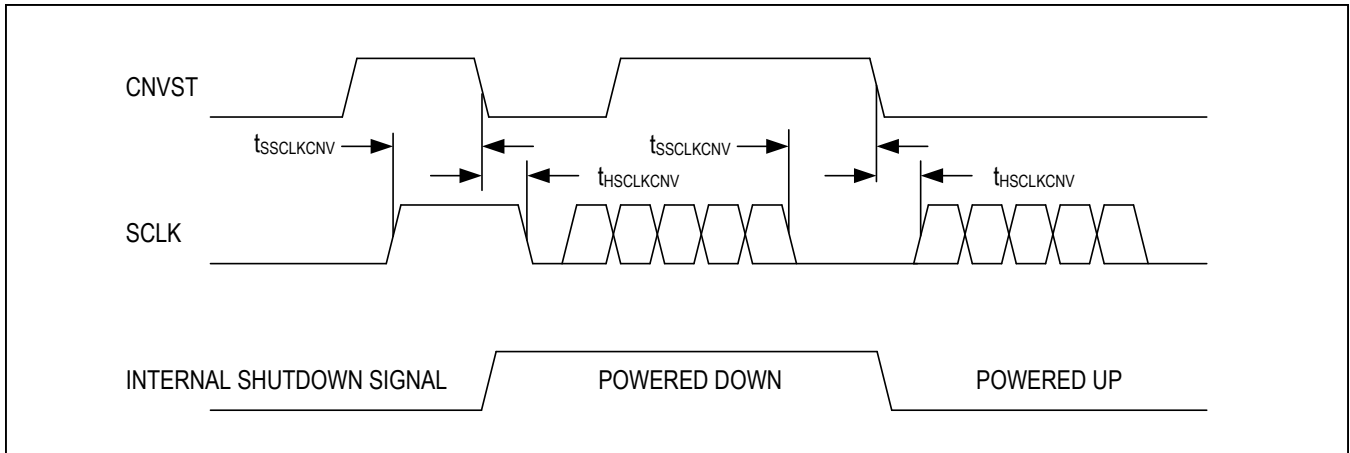 CNVST
tSSCLKCNV
tSSCLKCNV
tHSCLKCNV
tHSCLKCNV
SCLK
INTERNAL SHUTDOWN SIGNAL
POWERED DOWN
POWERED UP